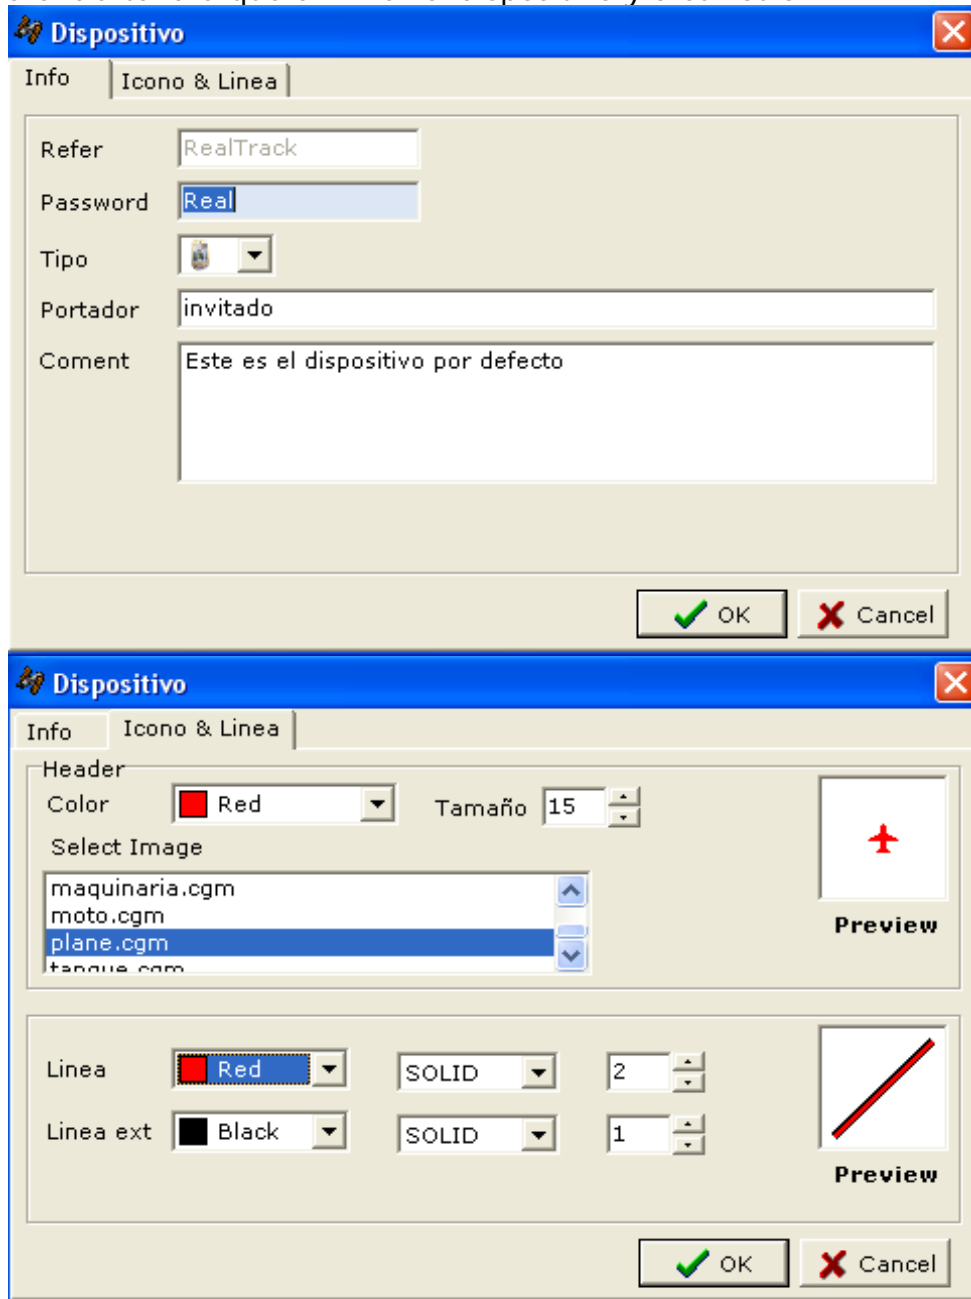 Dispositivo
Info Icono & Linea
Refer RealTrack
Password Real
Tipo
Portador invitado
Coment Este es el dispositivo por defecto
OK Cancel
Dispositivo
Info Icono & Linea
Header
Color Red Tamaño 15
Select Image
maquinaria.cgm
moto.cgm
plane.cgm
tanque.cgm
Preview
Linea Red SOLID 2
Linea ext Black SOLID 1
Preview
OK Cancel